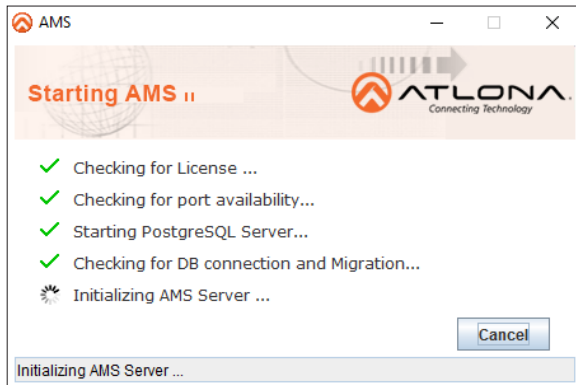 AMS
Starting AMS II
ATLONA.
Connecting Technology
Checking for License ...
Checking for port availability...
Starting PostgreSQL Server...
Checking for DB connection and Migration...
Initializing AMS Server ...
Cancel
Initializing AMS Server ...